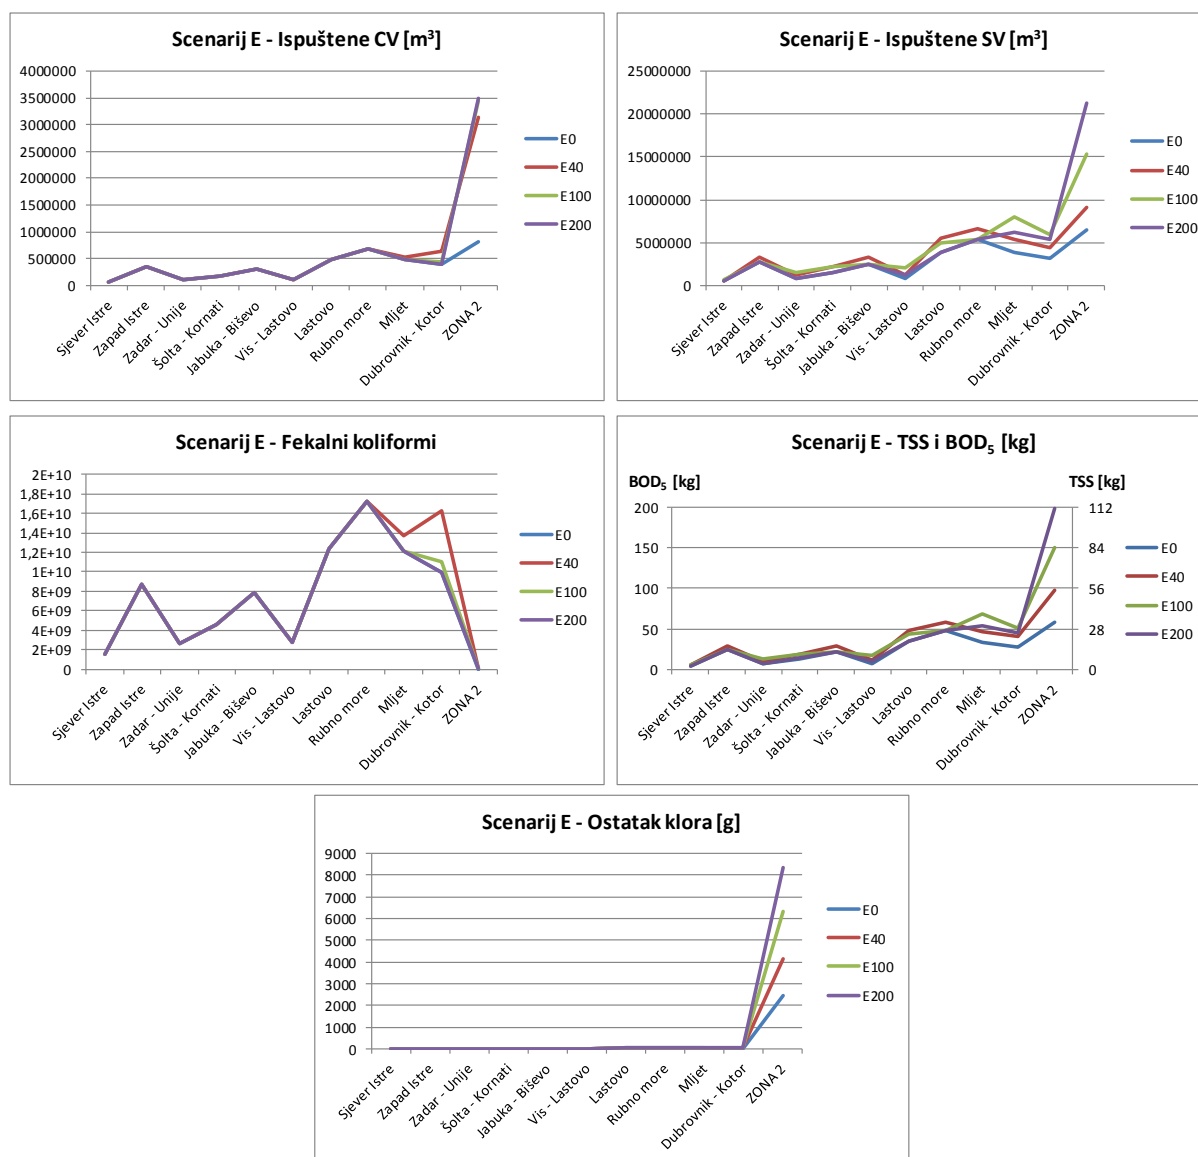 Scenarij E - Ispuštene CV [m³]
4000000
3500000
3000000
2500000
2000000
1500000
1000000
500000
0
E0
E40
E100
E200
Sjever Istre
Zapad Istre
Zadar - Unije
Šolta - Kornati
Jabuka - Biševo
Vis - Lastovo
Lastovo
Rubno more
Mljet
Dubrovnik - Kotor
ZONA 2
Scenarij E - Ispuštene SV [m³]
25000000
20000000
15000000
10000000
5000000
0
E0
E40
E100
E200
Sjever Istre
Zapad Istre
Zadar - Unije
Šolta - Kornati
Jabuka - Biševo
Vis - Lastovo
Lastovo
Rubno more
Mljet
Dubrovnik - Kotor
ZONA 2
Scenarij E - Fekalni koliformi
2E+10
1,8E+10
1,6E+10
1,4E+10
1,2E+10
1E+10
8E+09
6E+09
4E+09
2E+09
0
E0
E40
E100
E200
Sjever Istre
Zapad Istre
Zadar - Unije
Šolta - Kornati
Jabuka - Biševo
Vis - Lastovo
Lastovo
Rubno more
Mljet
Dubrovnik - Kotor
ZONA 2
Scenarij E - TSS i BOD₅ [kg]
BOD₅ [kg]
TSS [kg]
200
150
100
50
0
112
84
56
28
0
E0
E40
E100
E200
Sjever Istre
Zapad Istre
Zadar - Unije
Šolta - Kornati
Jabuka - Biševo
Vis - Lastovo
Lastovo
Rubno more
Mljet
Dubrovnik - Kotor
ZONA 2
Scenarij E - Ostatak klora [g]
9000
8000
7000
6000
5000
4000
3000
2000
1000
0
E0
E40
E100
E200
Sjever Istre
Zapad Istre
Zadar - Unije
Šolta - Kornati
Jabuka - Biševo
Vis - Lastovo
Lastovo
Rubno more
Mljet
Dubrovnik - Kotor
ZONA 2